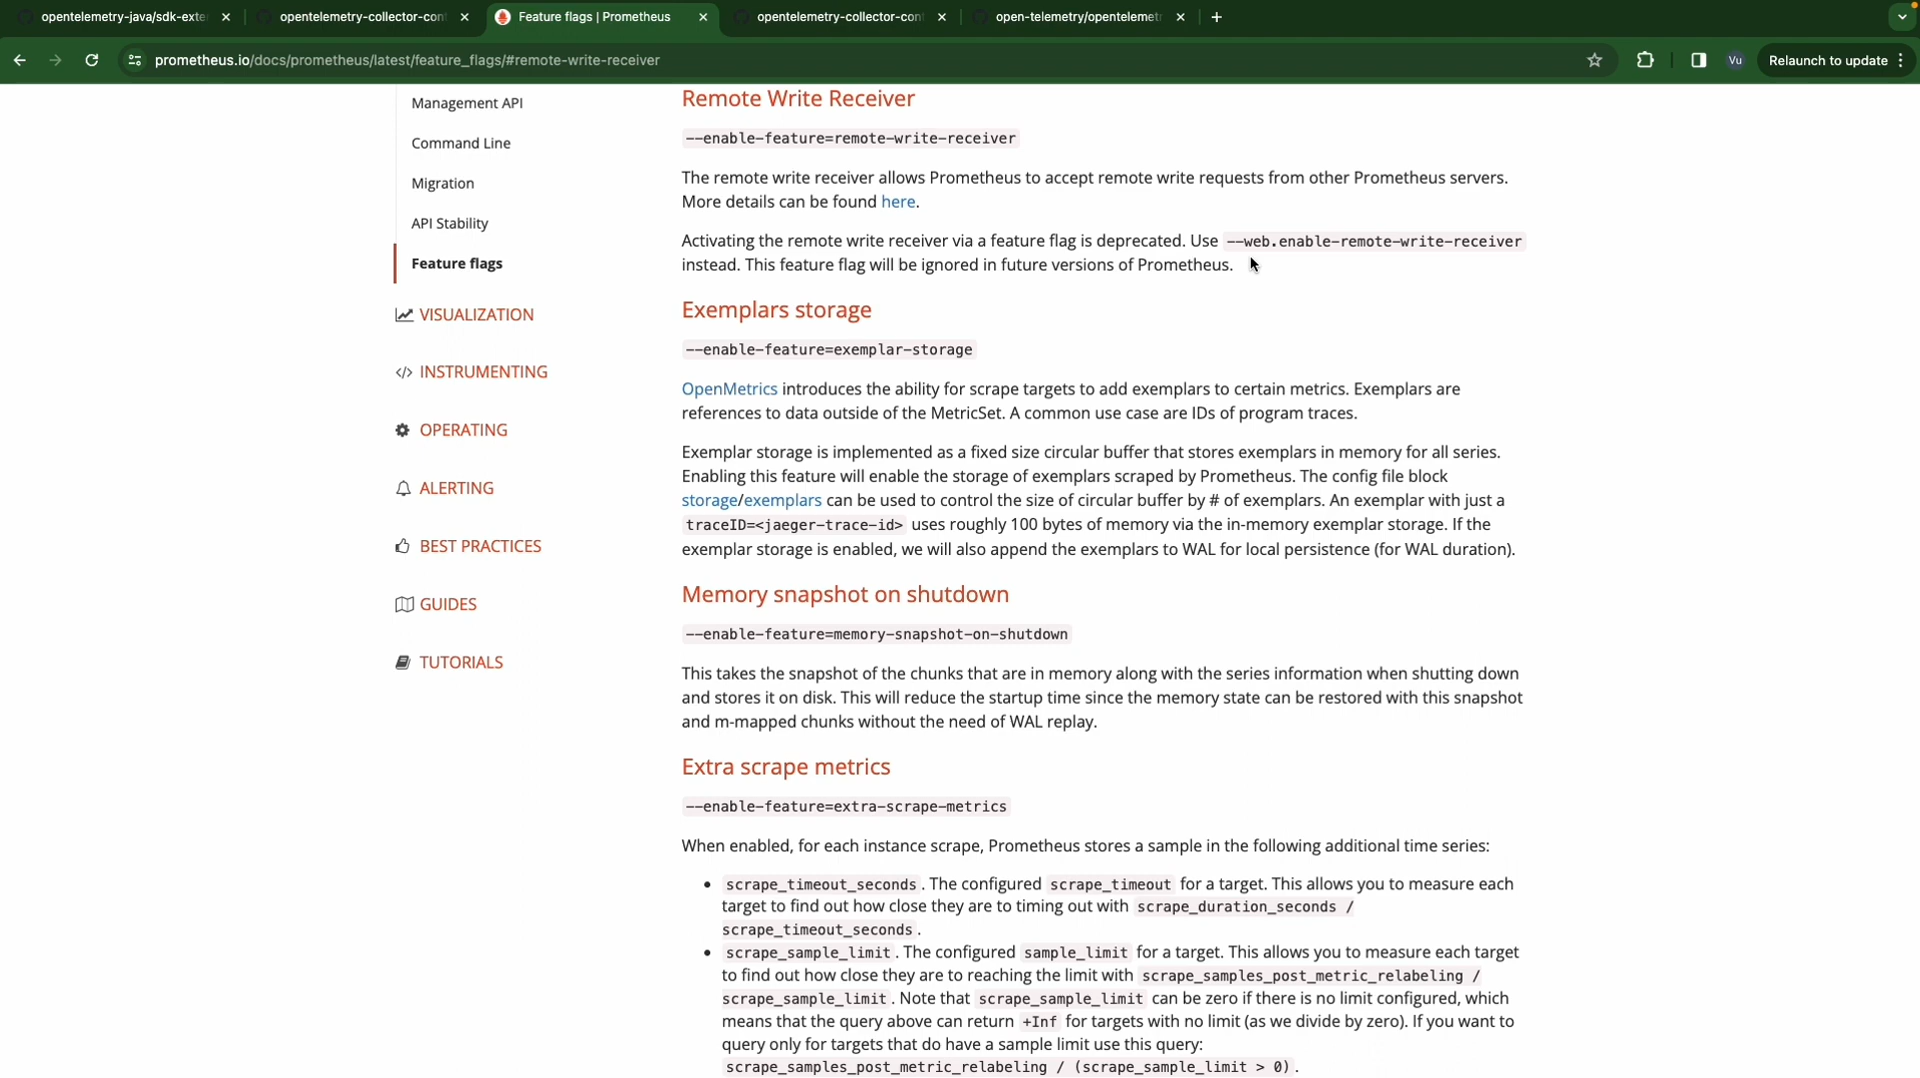 opentelemetry-java/sdk-exte
opentelemetry-collector-con
Feature flags | Prometheus
opentelemetry-collector-con
open-telemetry/opentelemet
prometheus.io/docs/prometheus/latest/feature_flags/#remote-write-receiver
Vu
Relaunch to update
Management API
Command Line
Migration
API Stability
Feature flags
VISUALIZATION
INSTRUMENTING
OPERATING
ALERTING
BEST PRACTICES
GUIDES
TUTORIALS
Remote Write Receiver
--enable-feature=remote-write-receiver
The remote write receiver allows Prometheus to accept remote write requests from other Prometheus servers.
More details can be found here.
Activating the remote write receiver via a feature flag is deprecated. Use --web.enable-remote-write-receiver
instead. This feature flag will be ignored in future versions of Prometheus.
Exemplars storage
--enable-feature=exemplar-storage
OpenMetrics introduces the ability for scrape targets to add exemplars to certain metrics. Exemplars are
references to data outside of the MetricSet. A common use case are IDs of program traces.
Exemplar storage is implemented as a fixed size circular buffer that stores exemplars in memory for all series.
Enabling this feature will enable the storage of exemplars scraped by Prometheus. The config file block
storage/exemplars can be used to control the size of circular buffer by # of exemplars. An exemplar with just a
traceID=<jaeger-trace-id> uses roughly 100 bytes of memory via the in-memory exemplar storage. If the
exemplar storage is enabled, we will also append the exemplars to WAL for local persistence (for WAL duration).
Memory snapshot on shutdown
--enable-feature=memory-snapshot-on-shutdown
This takes the snapshot of the chunks that are in memory along with the series information when shutting down
and stores it on disk. This will reduce the startup time since the memory state can be restored with this snapshot
and m-mapped chunks without the need of WAL replay.
Extra scrape metrics
--enable-feature=extra-scrape-metrics
When enabled, for each instance scrape, Prometheus stores a sample in the following additional time series:
• scrape_timeout_seconds. The configured scrape_timeout for a target. This allows you to measure each
target to find out how close they are to timing out with scrape_duration_seconds /
scrape_timeout_seconds.
• scrape_sample_limit. The configured sample_limit for a target. This allows you to measure each target
to find out how close they are to reaching the limit with scrape_samples_post_metric_relabeling /
scrape_sample_limit. Note that scrape_sample_limit can be zero if there is no limit configured, which
means that the query above can return +Inf for targets with no limit (as we divide by zero). If you want to
query only for targets that do have a sample limit use this query:
scrape_samples_post_metric_relabeling / (scrape_sample_limit > 0).